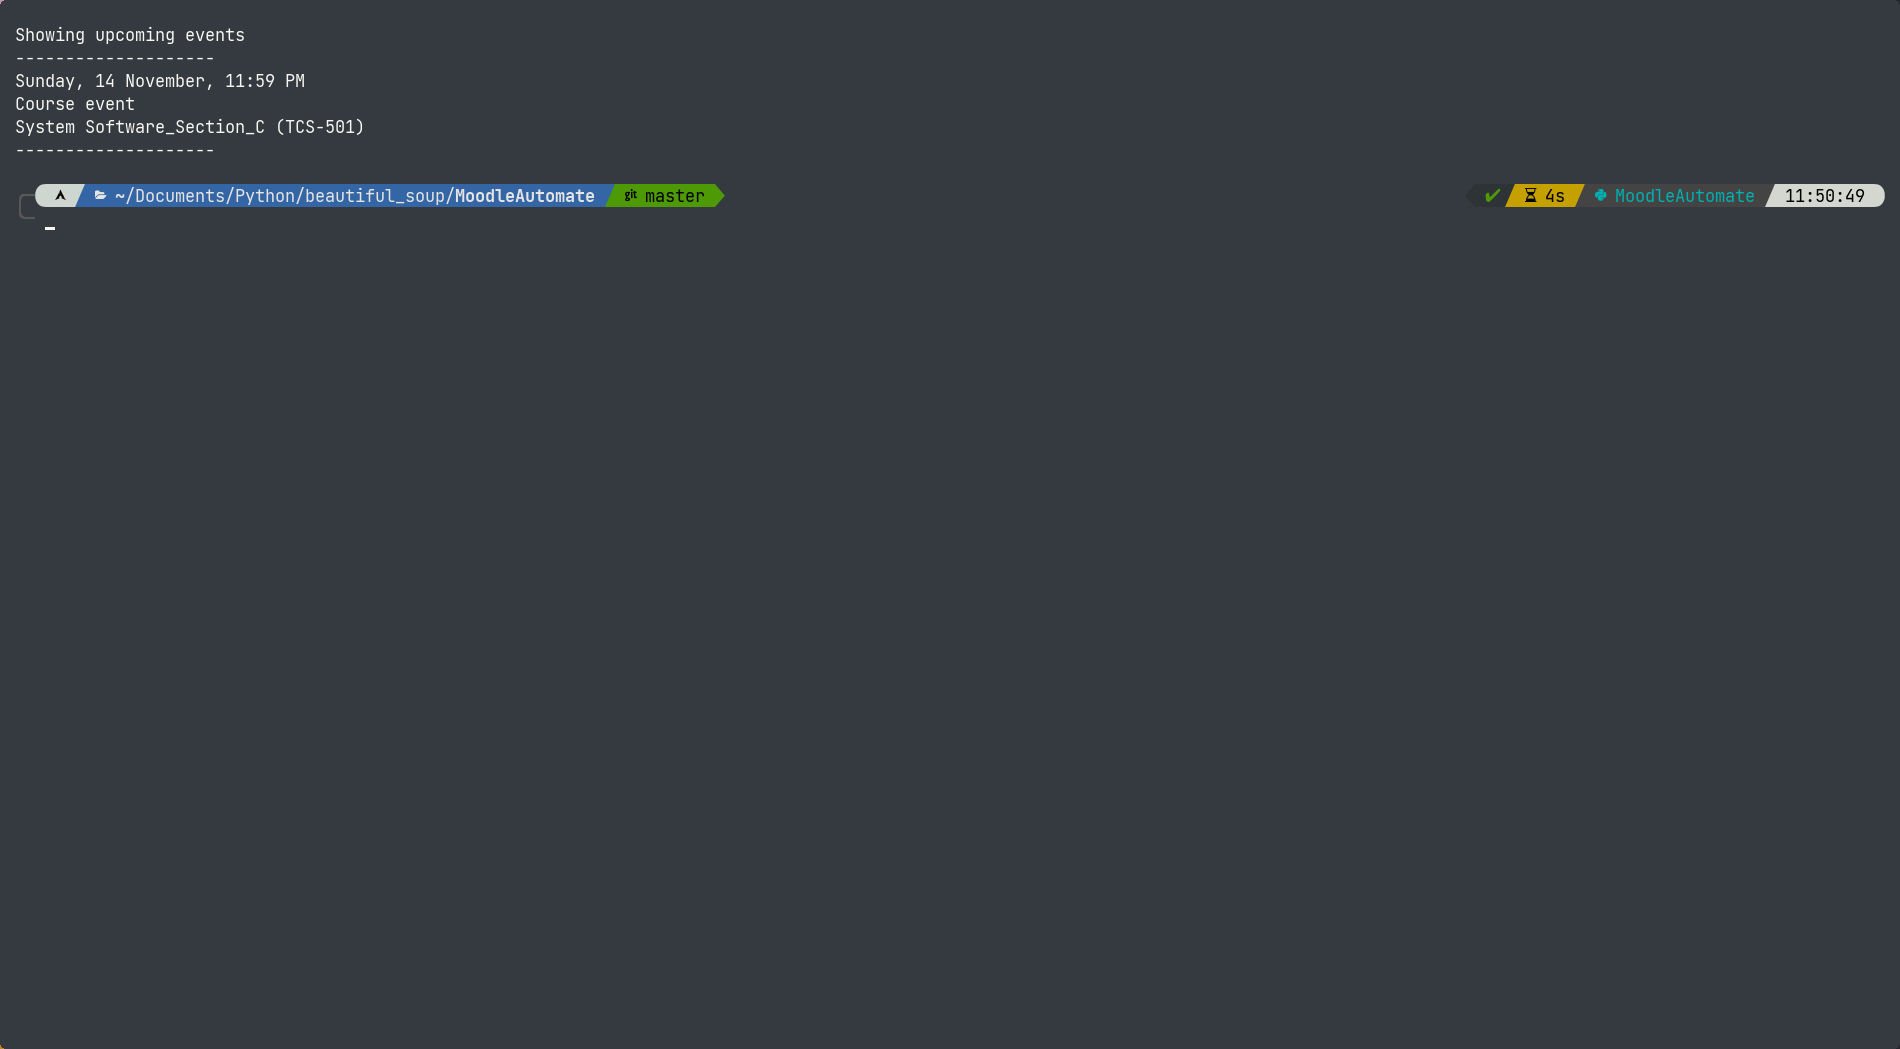 Showing upcoming events
--------------------
Sunday, 14 November, 11:59 PM
Course event
System Software_Section_C (TCS-501)
--------------------
~/Documents/Python/beautiful_soup/MoodleAutomate git master ✔ 4s MoodleAutomate 11:50:49